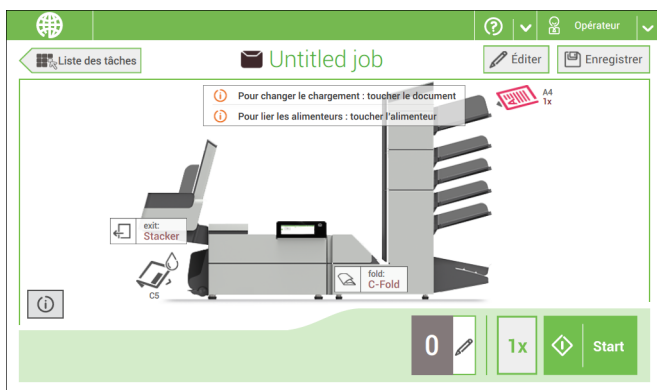 Opérateur
Liste des tâches
Untitled job
Éditer
Enregistrer
Pour changer le chargement : toucher le document
Pour lier les alimenteurs : toucher l'alimenteur
A4
1x
exit:
Stacker
fold:
C-Fold
C5
0
1x
Start